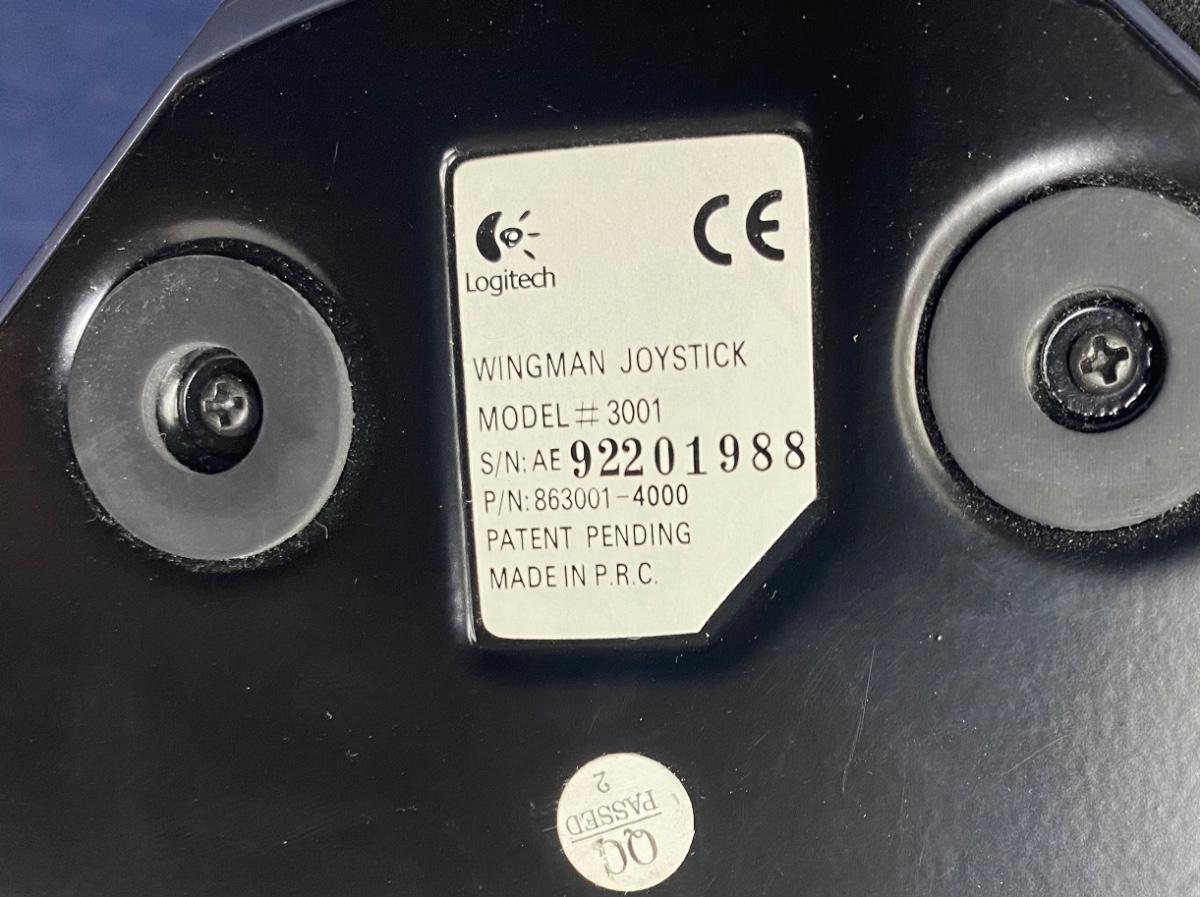 CE
Logitech
WINGMAN JOYSTICK
MODEL # 3001
S/N: AE 92201988
P/N: 863001-4000
PATENT PENDING
MADE IN P.R.C.
QC
PASSED
2